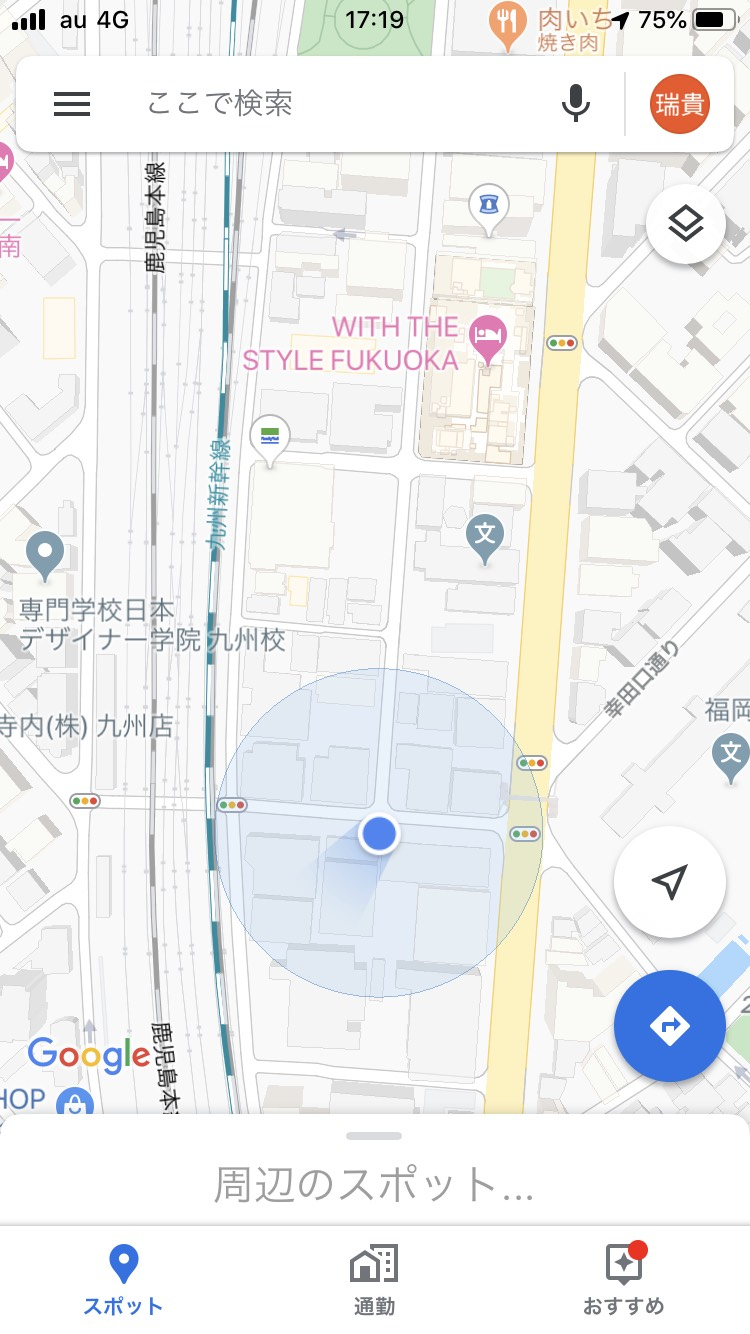 au 4G
17:19
75%
肉いち
焼き肉
ここで検索
瑞貴
鹿児島本線
南
WITH THE
STYLE FUKUOKA
FamilyMart
九州新幹線
文
専門学校日本
デザイナー学院 九州校
幸田口通り
寺内(株) 九州店
福岡
文
Google
鹿児島本
HOP
周辺のスポット...
スポット
通勤
おすすめ